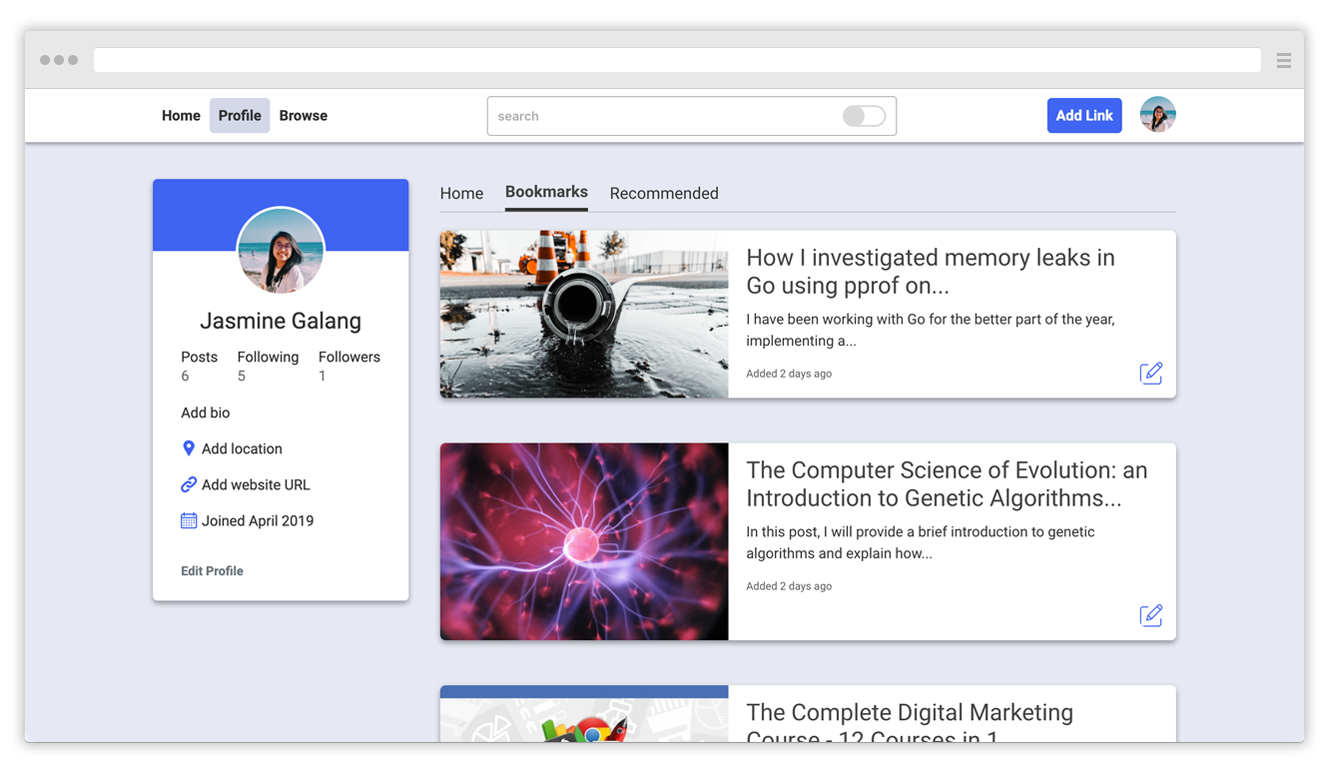 Home Profile Browse search Add Link
Jasmine Galang
Posts Following Followers
6 5 1
Add bio
Add location
Add website URL
Joined April 2019
Edit Profile
Home Bookmarks Recommended
How I investigated memory leaks in
Go using pprof on...
I have been working with Go for the better part of the year,
implementing a...
Added 2 days ago
The Computer Science of Evolution: an
Introduction to Genetic Algorithms...
In this post, I will provide a brief introduction to genetic
algorithms and explain how...
Added 2 days ago
The Complete Digital Marketing
Course - 12 Courses in 1